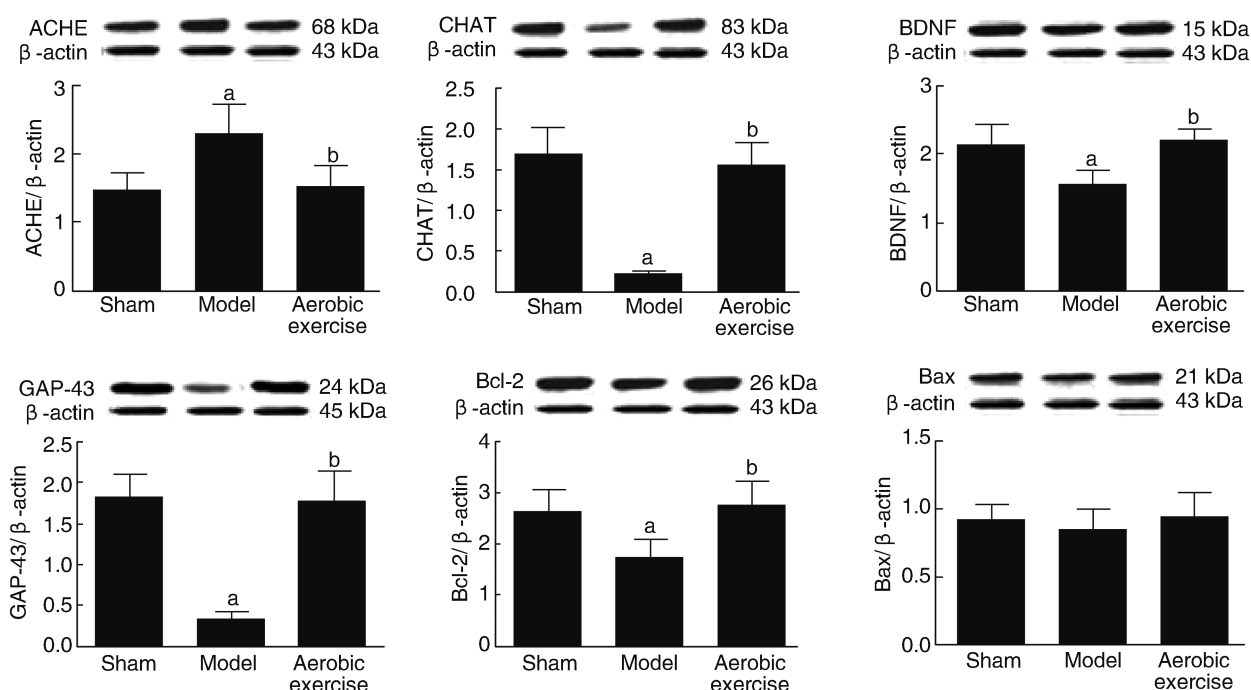 ACHE 68 kDa
β-actin 43 kDa
3
2
1
0
ACHE/β-actin
a
b
Sham Model Aerobic
exercise
CHAT 83 kDa
β-actin 43 kDa
2.5
2.0
1.5
1.0
0.5
0.0
CHAT/β-actin
a
b
Sham Model Aerobic
exercise
BDNF 15 kDa
β-actin 43 kDa
3
2
1
0
BDNF/β-actin
a
b
Sham Model Aerobic
exercise
GAP-43 24 kDa
β-actin 45 kDa
2.5
2.0
1.5
1.0
0.5
0.0
GAP-43/β-actin
a
b
Sham Model Aerobic
exercise
Bcl-2 26 kDa
β-actin 43 kDa
4
3
2
1
0
Bcl-2/β-actin
a
b
Sham Model Aerobic
exercise
Bax 21 kDa
β-actin 43 kDa
1.5
1.0
0.5
0.0
Bax/β-actin
Sham Model Aerobic
exercise